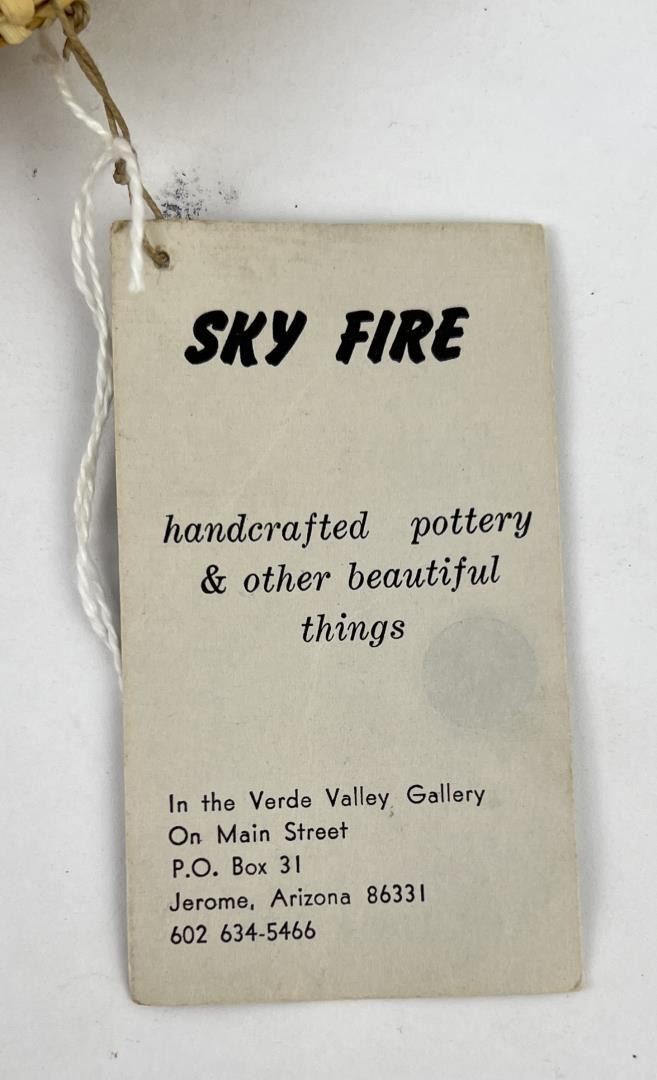 SKY FIRE
handcrafted pottery
& other beautiful
things
In the Verde Valley Gallery
On Main Street
P.O. Box 31
Jerome, Arizona 86331
602 634-5466